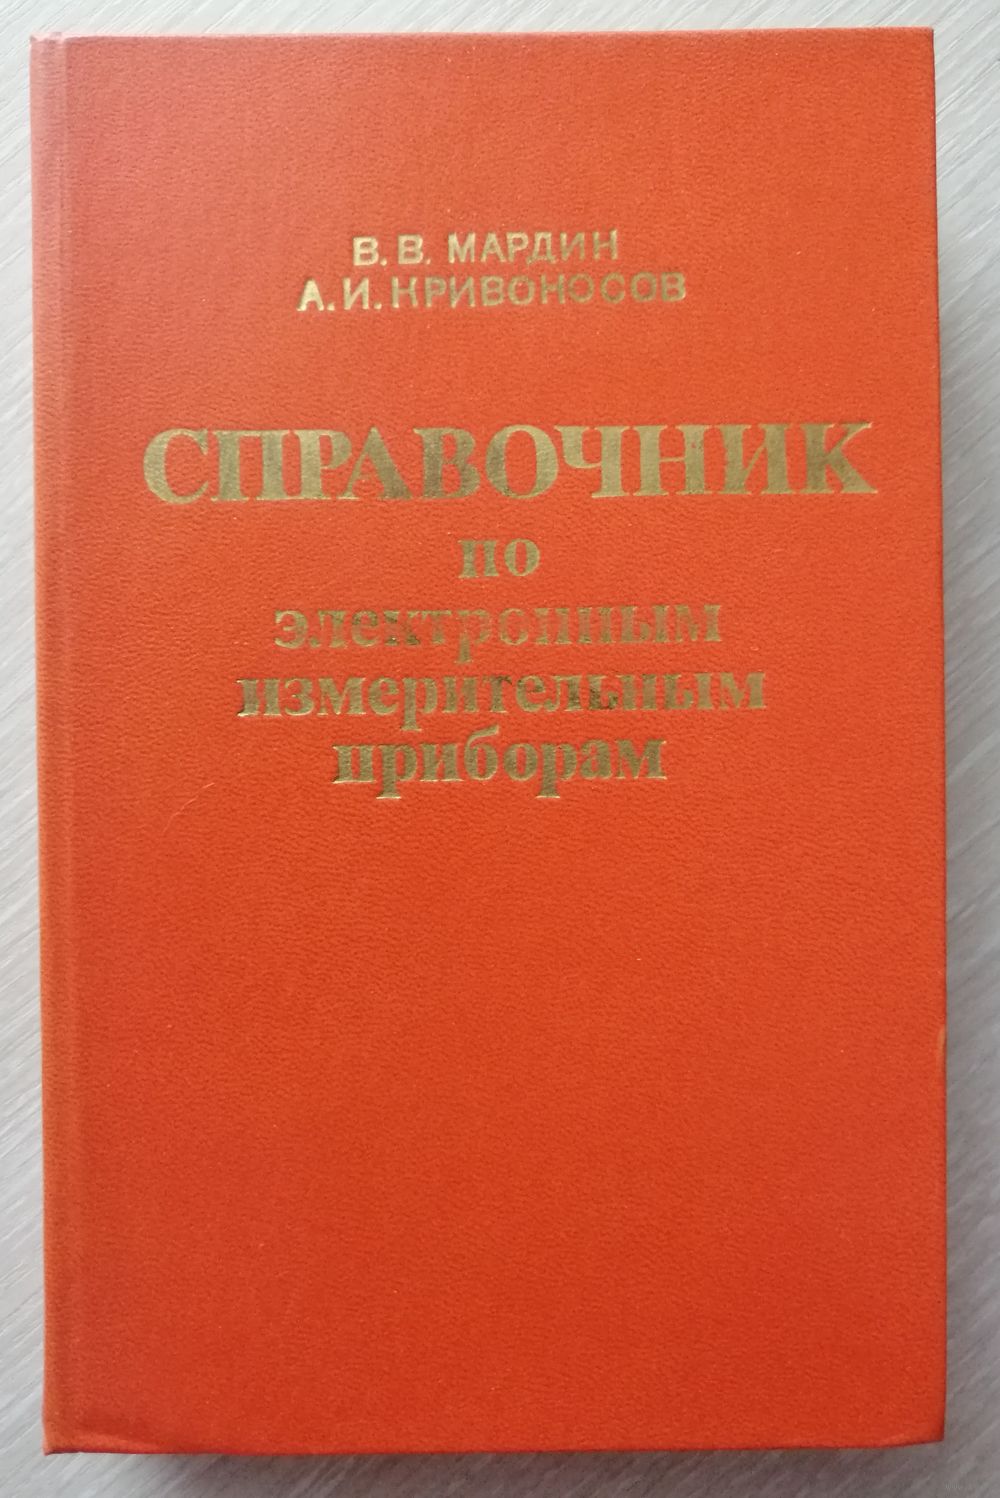 В. В. МАРДИН
А. И. КРИВОНОСОВ
СПРАВОЧНИК
по
электронным
измерительным
приборам